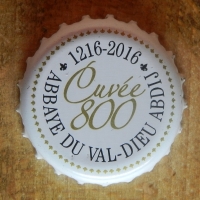 1216-2016
Cuvée
800
ABBAYE DU VAL-DIEU ABDIJ